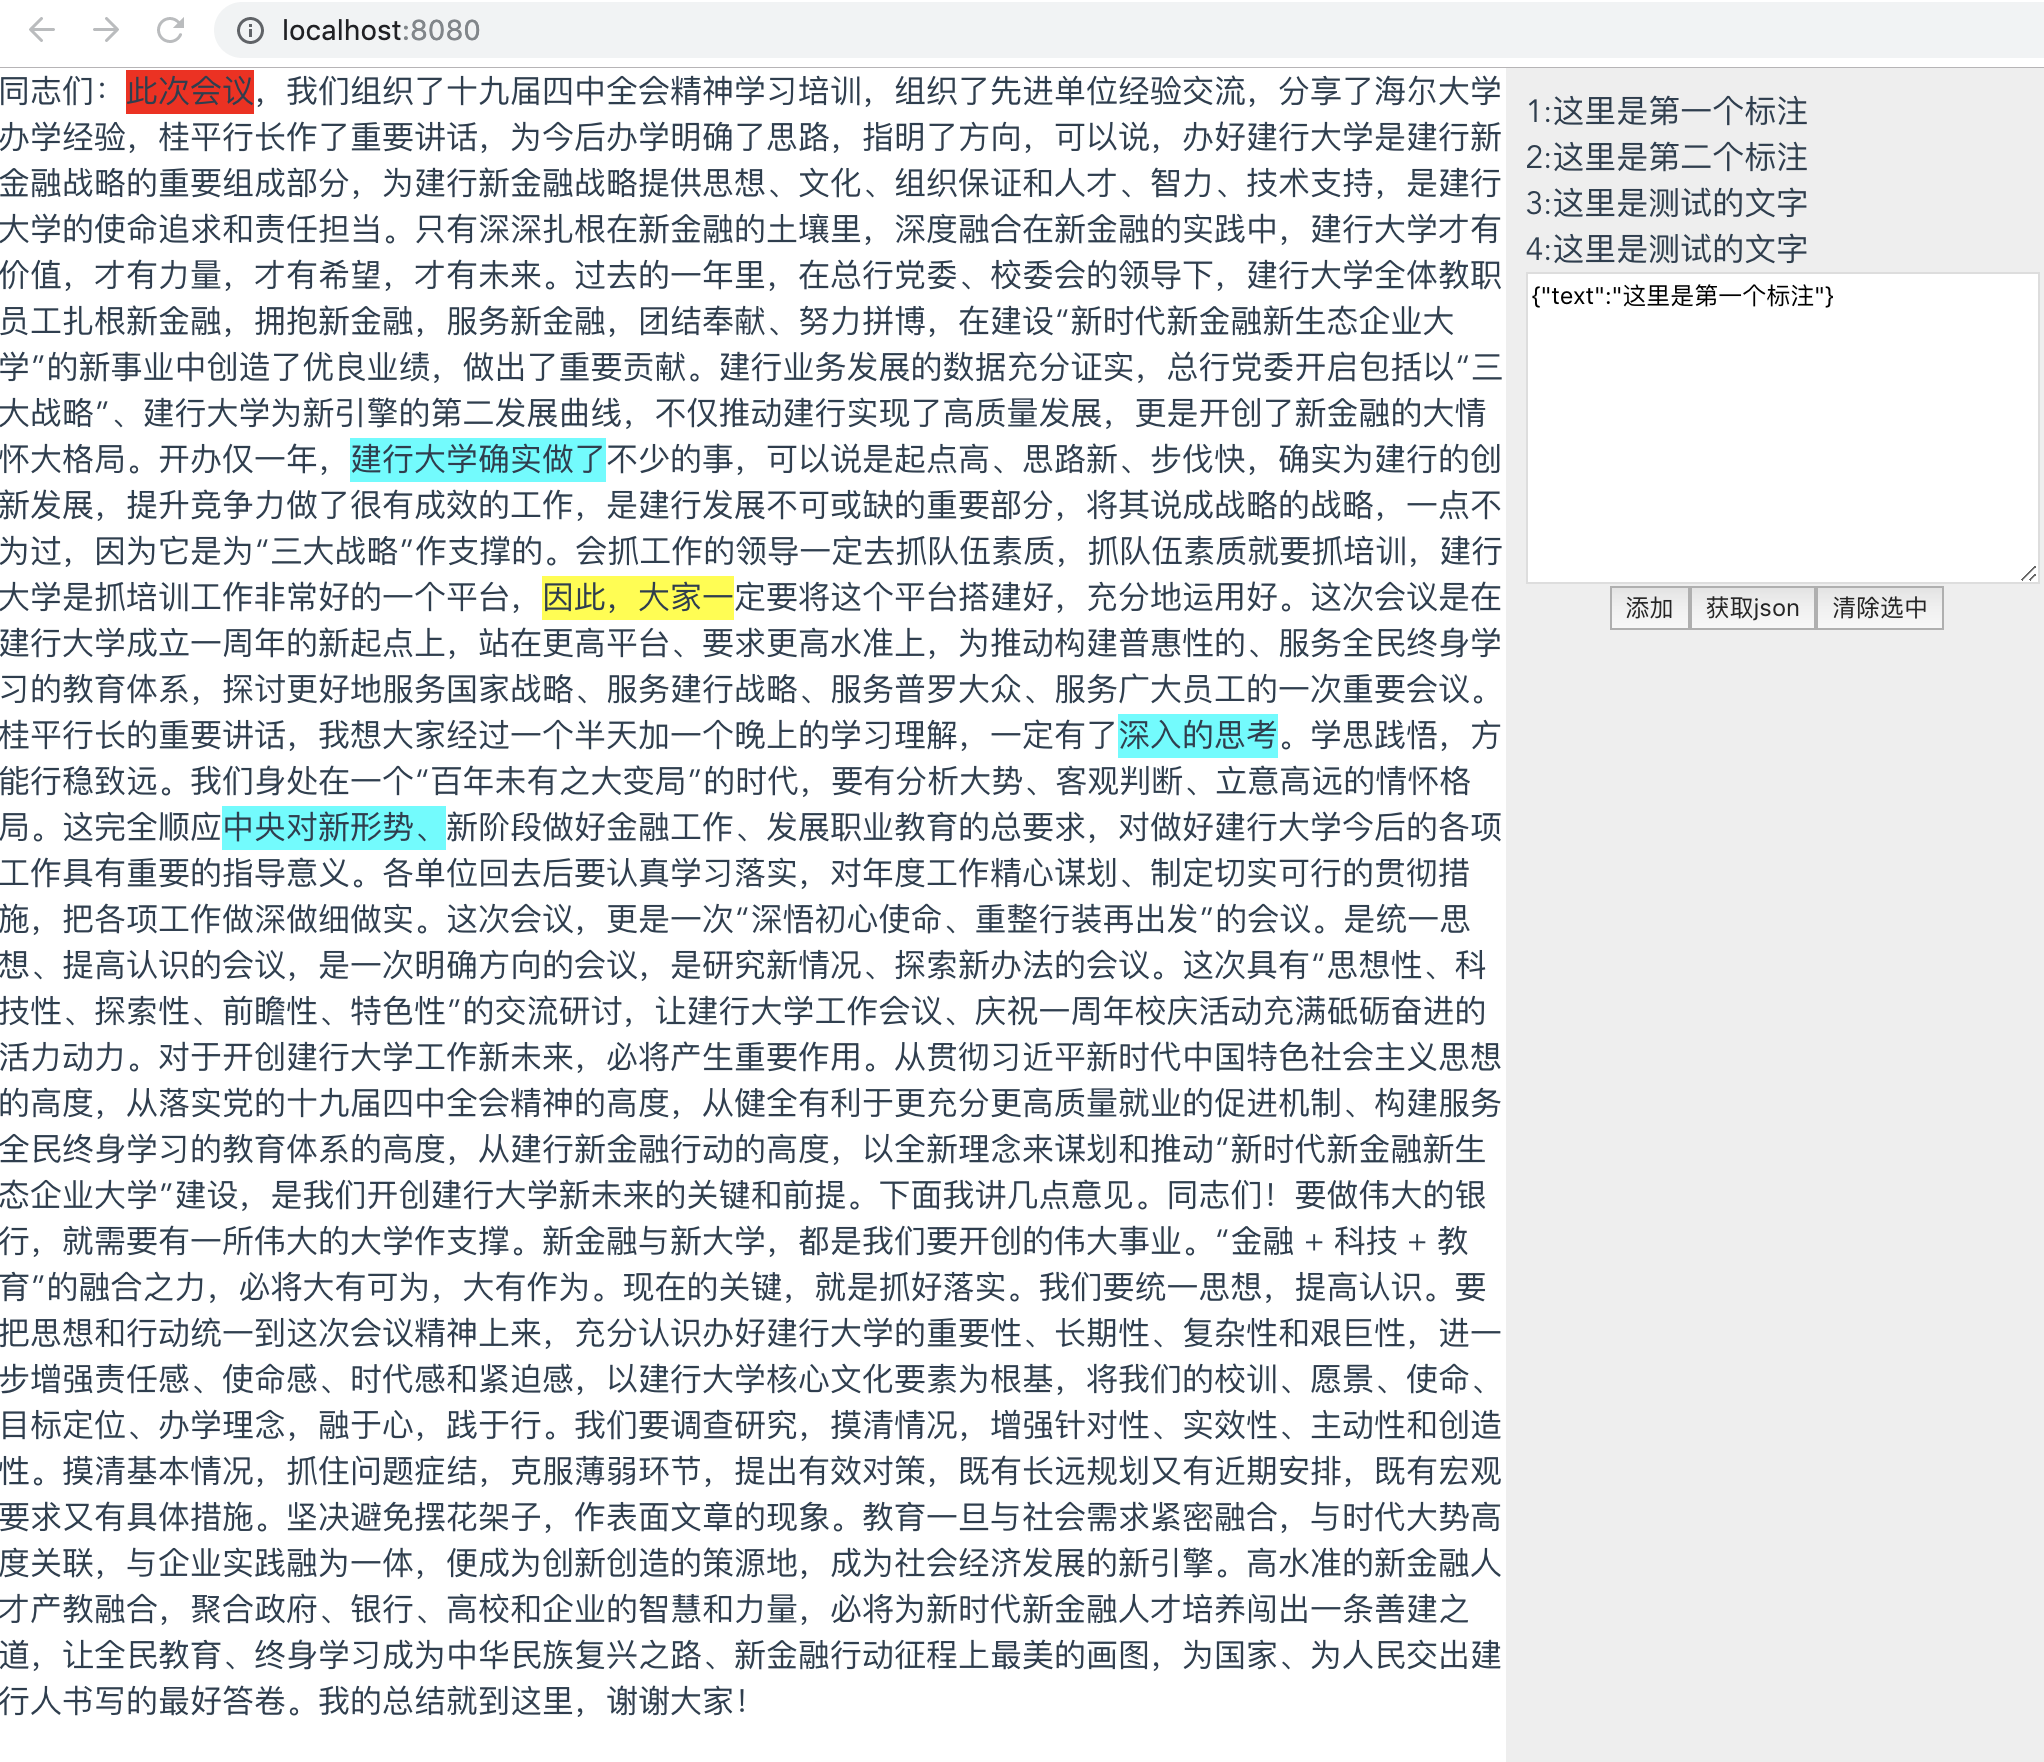 localhost:8080
同志们：此次会议，我们组织了十九届四中全会精神学习培训，组织了先进单位经验交流，分享了海尔大学
办学经验，桂平行长作了重要讲话，为今后办学明确了思路，指明了方向，可以说，办好建行大学是建行新
金融战略的重要组成部分，为建行新金融战略提供思想、文化、组织保证和人才、智力、技术支持，是建行
大学的使命追求和责任担当。只有深深扎根在新金融的土壤里，深度融合在新金融的实践中，建行大学才有
价值，才有力量，才有希望，才有未来。过去的一年里，在总行党委、校委会的领导下，建行大学全体教职
员工扎根新金融，拥抱新金融，服务新金融，团结奉献、努力拼搏，在建设“新时代新金融新生态企业大
学”的新事业中创造了优良业绩，做出了重要贡献。建行业务发展的数据充分证实，总行党委开启包括以“三
大战略”、建行大学为新引擎的第二发展曲线，不仅推动建行实现了高质量发展，更是开创了新金融的大情
怀大格局。开办仅一年，建行大学确实做了不少的事，可以说是起点高、思路新、步伐快，确实为建行的创
新发展，提升竞争力做了很有成效的工作，是建行发展不可或缺的重要部分，将其说成战略的战略，一点不
为过，因为它是为“三大战略”作支撑的。会抓工作的领导一定去抓队伍素质，抓队伍素质就要抓培训，建行
大学是抓培训工作非常好的一个平台，因此，大家一定要将这个平台搭建好，充分地运用好。这次会议是在
建行大学成立一周年的新起点上，站在更高平台、要求更高水准上，为推动构建普惠性的、服务全民终身学
习的教育体系，探讨更好地服务国家战略、服务建行战略、服务普罗大众、服务广大员工的一次重要会议。
桂平行长的重要讲话，我想大家经过一个半天加一个晚上的学习理解，一定有了深入的思考。学思践悟，方
能行稳致远。我们身处在一个“百年未有之大变局”的时代，要有分析大势、客观判断、立意高远的情怀格
局。这完全顺应中央对新形势、新阶段做好金融工作、发展职业教育的总要求，对做好建行大学今后的各项
工作具有重要的指导意义。各单位回去后要认真学习落实，对年度工作精心谋划、制定切实可行的贯彻措
施，把各项工作做深做细做实。这次会议，更是一次“深悟初心使命、重整行装再出发”的会议。是统一思
想、提高认识的会议，是一次明确方向的会议，是研究新情况、探索新办法的会议。这次具有“思想性、科
技性、探索性、前瞻性、特色性”的交流研讨，让建行大学工作会议、庆祝一周年校庆活动充满砥砺奋进的
活力动力。对于开创建行大学工作新未来，必将产生重要作用。从贯彻习近平新时代中国特色社会主义思想
的高度，从落实党的十九届四中全会精神的高度，从健全有利于更充分更高质量就业的促进机制、构建服务
全民终身学习的教育体系的高度，从建行新金融行动的高度，以全新理念来谋划和推动“新时代新金融新生
态企业大学”建设，是我们开创建行大学新未来的关键和前提。下面我讲几点意见。同志们！要做伟大的银
行，就需要有一所伟大的大学作支撑。新金融与新大学，都是我们要开创的伟大事业。“金融 + 科技 + 教
育”的融合之力，必将大有可为，大有作为。现在的关键，就是抓好落实。我们要统一思想，提高认识。要
把思想和行动统一到这次会议精神上来，充分认识办好建行大学的重要性、长期性、复杂性和艰巨性，进一
步增强责任感、使命感、时代感和紧迫感，以建行大学核心文化要素为根基，将我们的校训、愿景、使命、
目标定位、办学理念，融于心，践于行。我们要调查研究，摸清情况，增强针对性、实效性、主动性和创造
性。摸清基本情况，抓住问题症结，克服薄弱环节，提出有效对策，既有长远规划又有近期安排，既有宏观
要求又有具体措施。坚决避免摆花架子，作表面文章的现象。教育一旦与社会需求紧密融合，与时代大势高
度关联，与企业实践融为一体，便成为创新创造的策源地，成为社会经济发展的新引擎。高水准的新金融人
才产教融合，聚合政府、银行、高校和企业的智慧和力量，必将为新时代新金融人才培养闯出一条善建之
道，让全民教育、终身学习成为中华民族复兴之路、新金融行动征程上最美的画图，为国家、为人民交出建
行人书写的最好答卷。我的总结就到这里，谢谢大家！
1:这里是第一个标注
2:这里是第二个标注
3:这里是测试的文字
4:这里是测试的文字
{"text":"这里是第一个标注"}
添加 获取json 清除选中